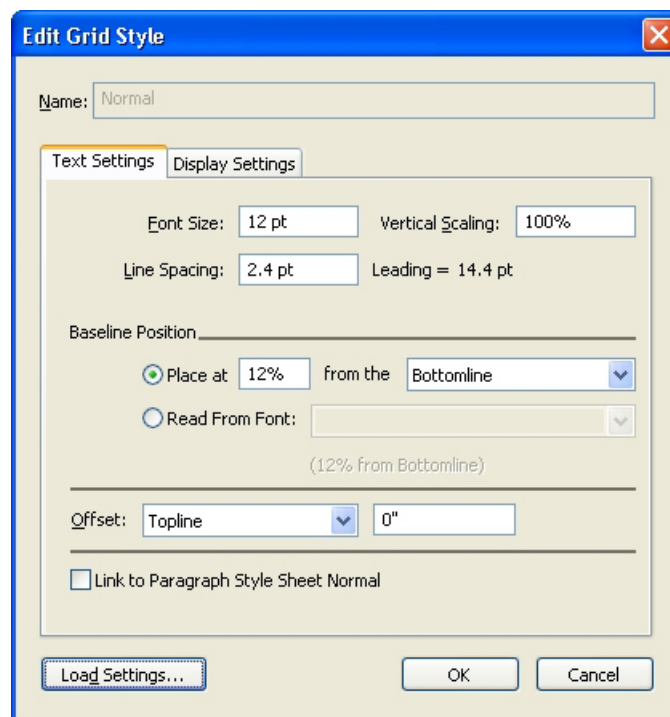 Edit Grid Style
Name: Normal
Text Settings Display Settings
Font Size: 12 pt Vertical Scaling: 100%
Line Spacing: 2.4 pt Leading = 14.4 pt
Baseline Position
Place at 12% from the Bottomline
Read From Font:
(12% from Bottomline)
Offset: Topline 0"
Link to Paragraph Style Sheet Normal
Load Settings... OK Cancel